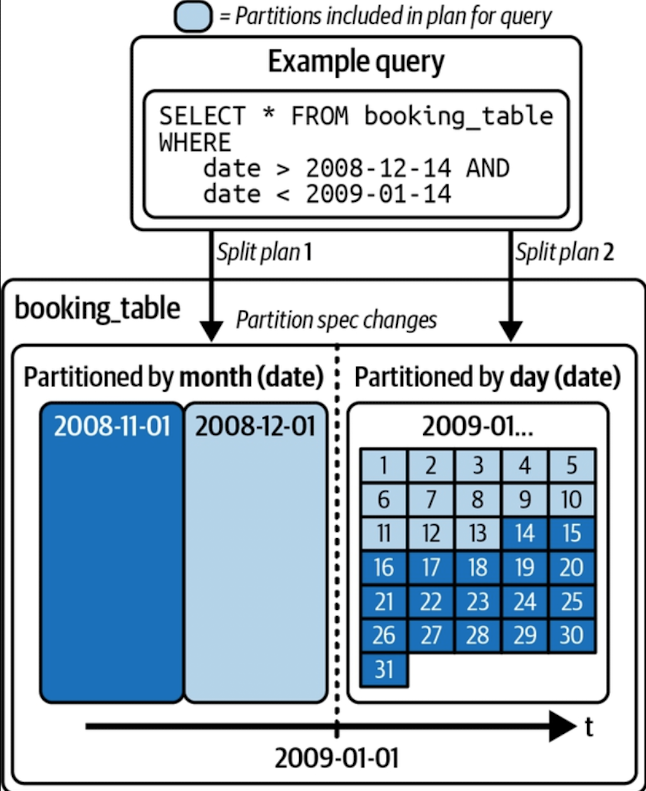 = Partitions included in plan for query
Example query
SELECT * FROM booking_table
WHERE
date > 2008-12-14 AND
date < 2009-01-14
Split plan 1
Split plan 2
booking_table
Partition spec changes
Partitioned by month (date)
Partitioned by day (date)
2008-11-01
2008-12-01
2009-01...
1 2 3 4 5
6 7 8 9 10
11 12 13 14 15
16 17 18 19 20
21 22 23 24 25
26 27 28 29 30
31
t
2009-01-01